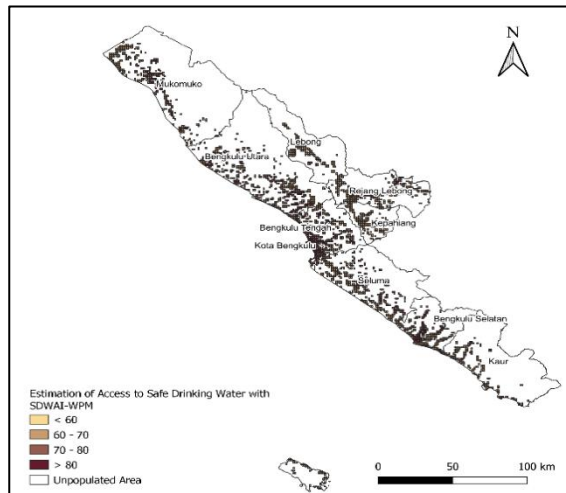 N
Mukomuko
Lebong
Bengkulu Utara
Rejang Lebong
Kepahiang
Bengkulu Tengah
Kota Bengkulu
Seluma
Bengkulu Selatan
Kaur
Estimation of Access to Safe Drinking Water with
SDWAI-WPM
< 60
60 - 70
70 - 80
> 80
Unpopulated Area
0 50 100 km